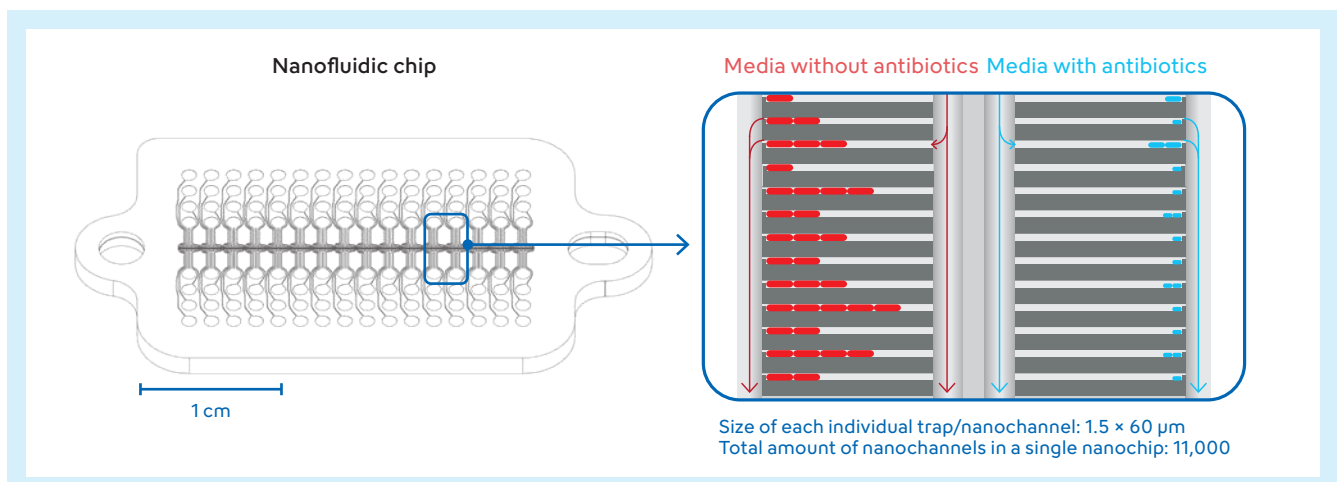 Nanofluidic chip
Media without antibiotics Media with antibiotics
1 cm
Size of each individual trap/nanochannel: 1.5 × 60 µm
Total amount of nanochannels in a single nanochip: 11,000